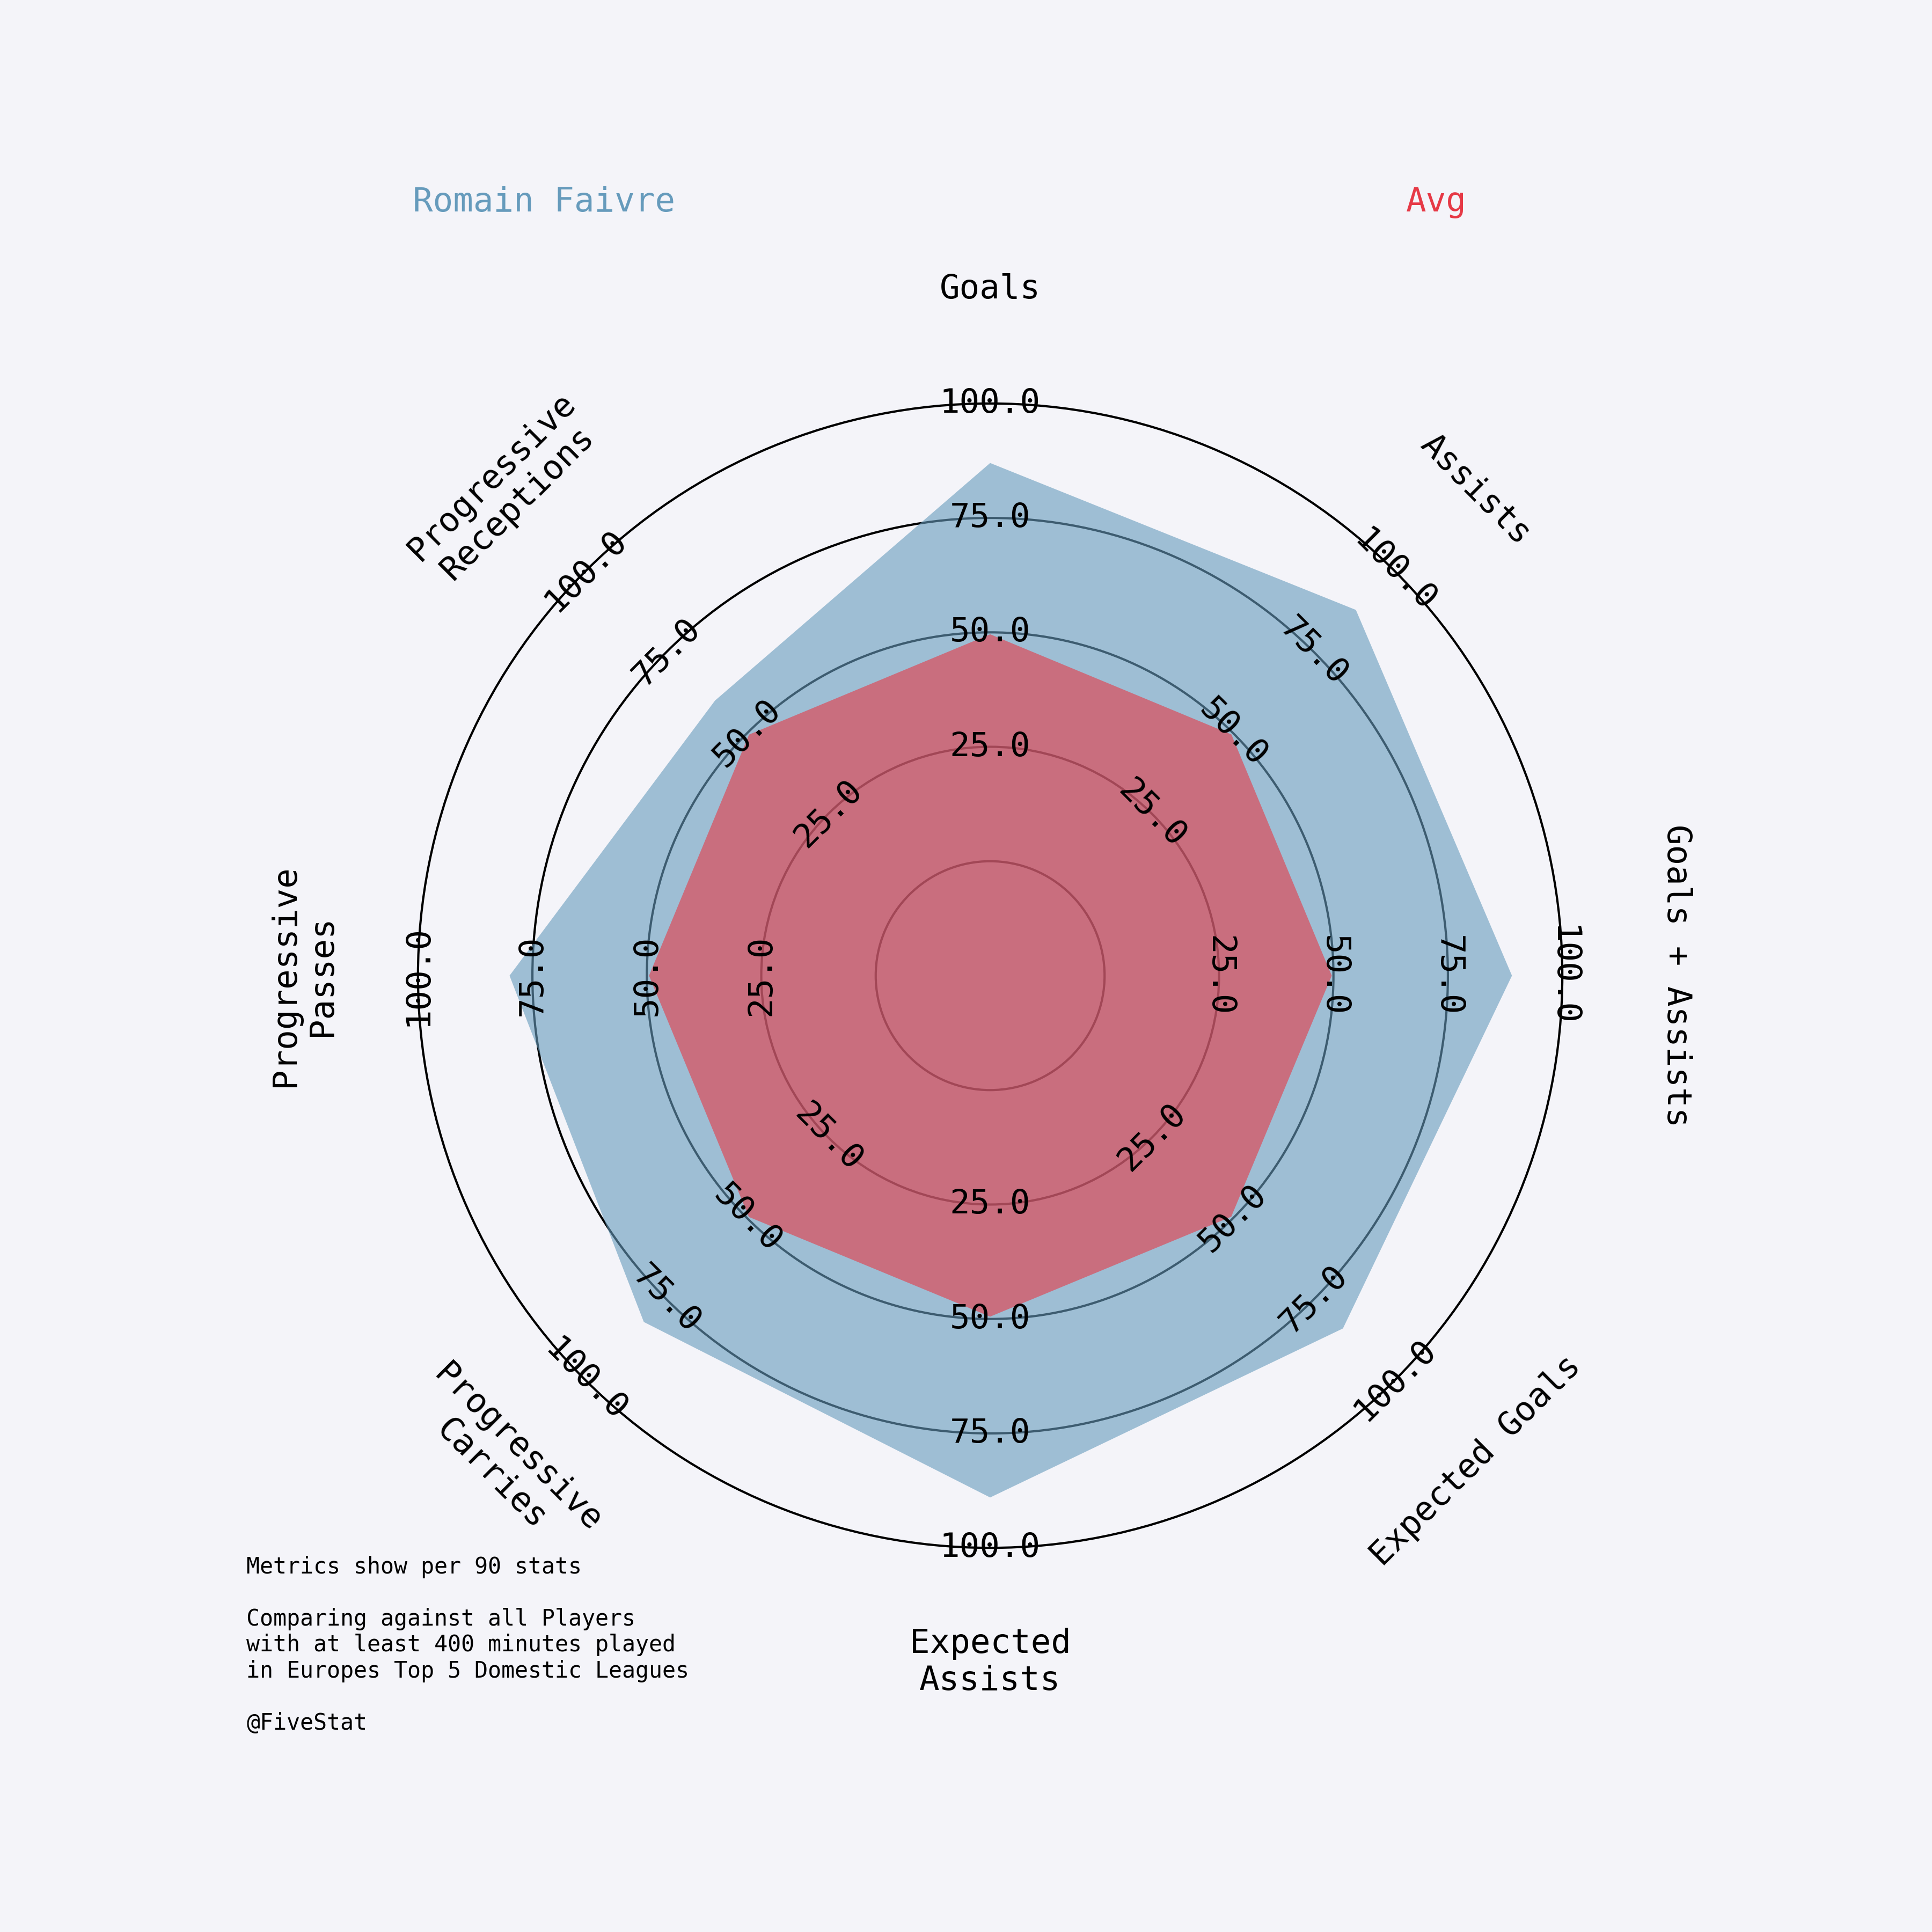 Romain Faivre
Avg
Goals
Assists
Goals + Assists
Expected Goals
Expected
Assists
Progressive
Carries
Progressive
Passes
Progressive
Receptions
25.0
50.0
75.0
100.0
25.0
50.0
75.0
100.0
25.0
50.0
75.0
100.0
25.0
50.0
75.0
100.0
25.0
50.0
75.0
100.0
25.0
50.0
75.0
100.0
25.0
50.0
75.0
100.0
25.0
50.0
75.0
100.0
Metrics show per 90 stats
Comparing against all Players
with at least 400 minutes played
in Europes Top 5 Domestic Leagues
@FiveStat